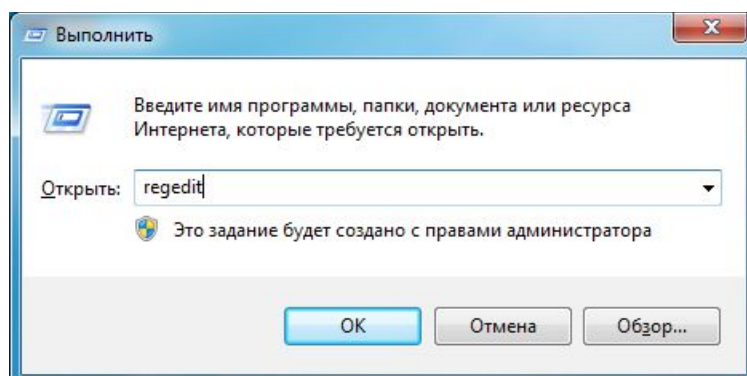 Выполнить
Введите имя программы, папки, документа или ресурса
Интернета, которые требуется открыть.
Открыть: regedit
Это задание будет создано с правами администратора
ОК Отмена Обзор...